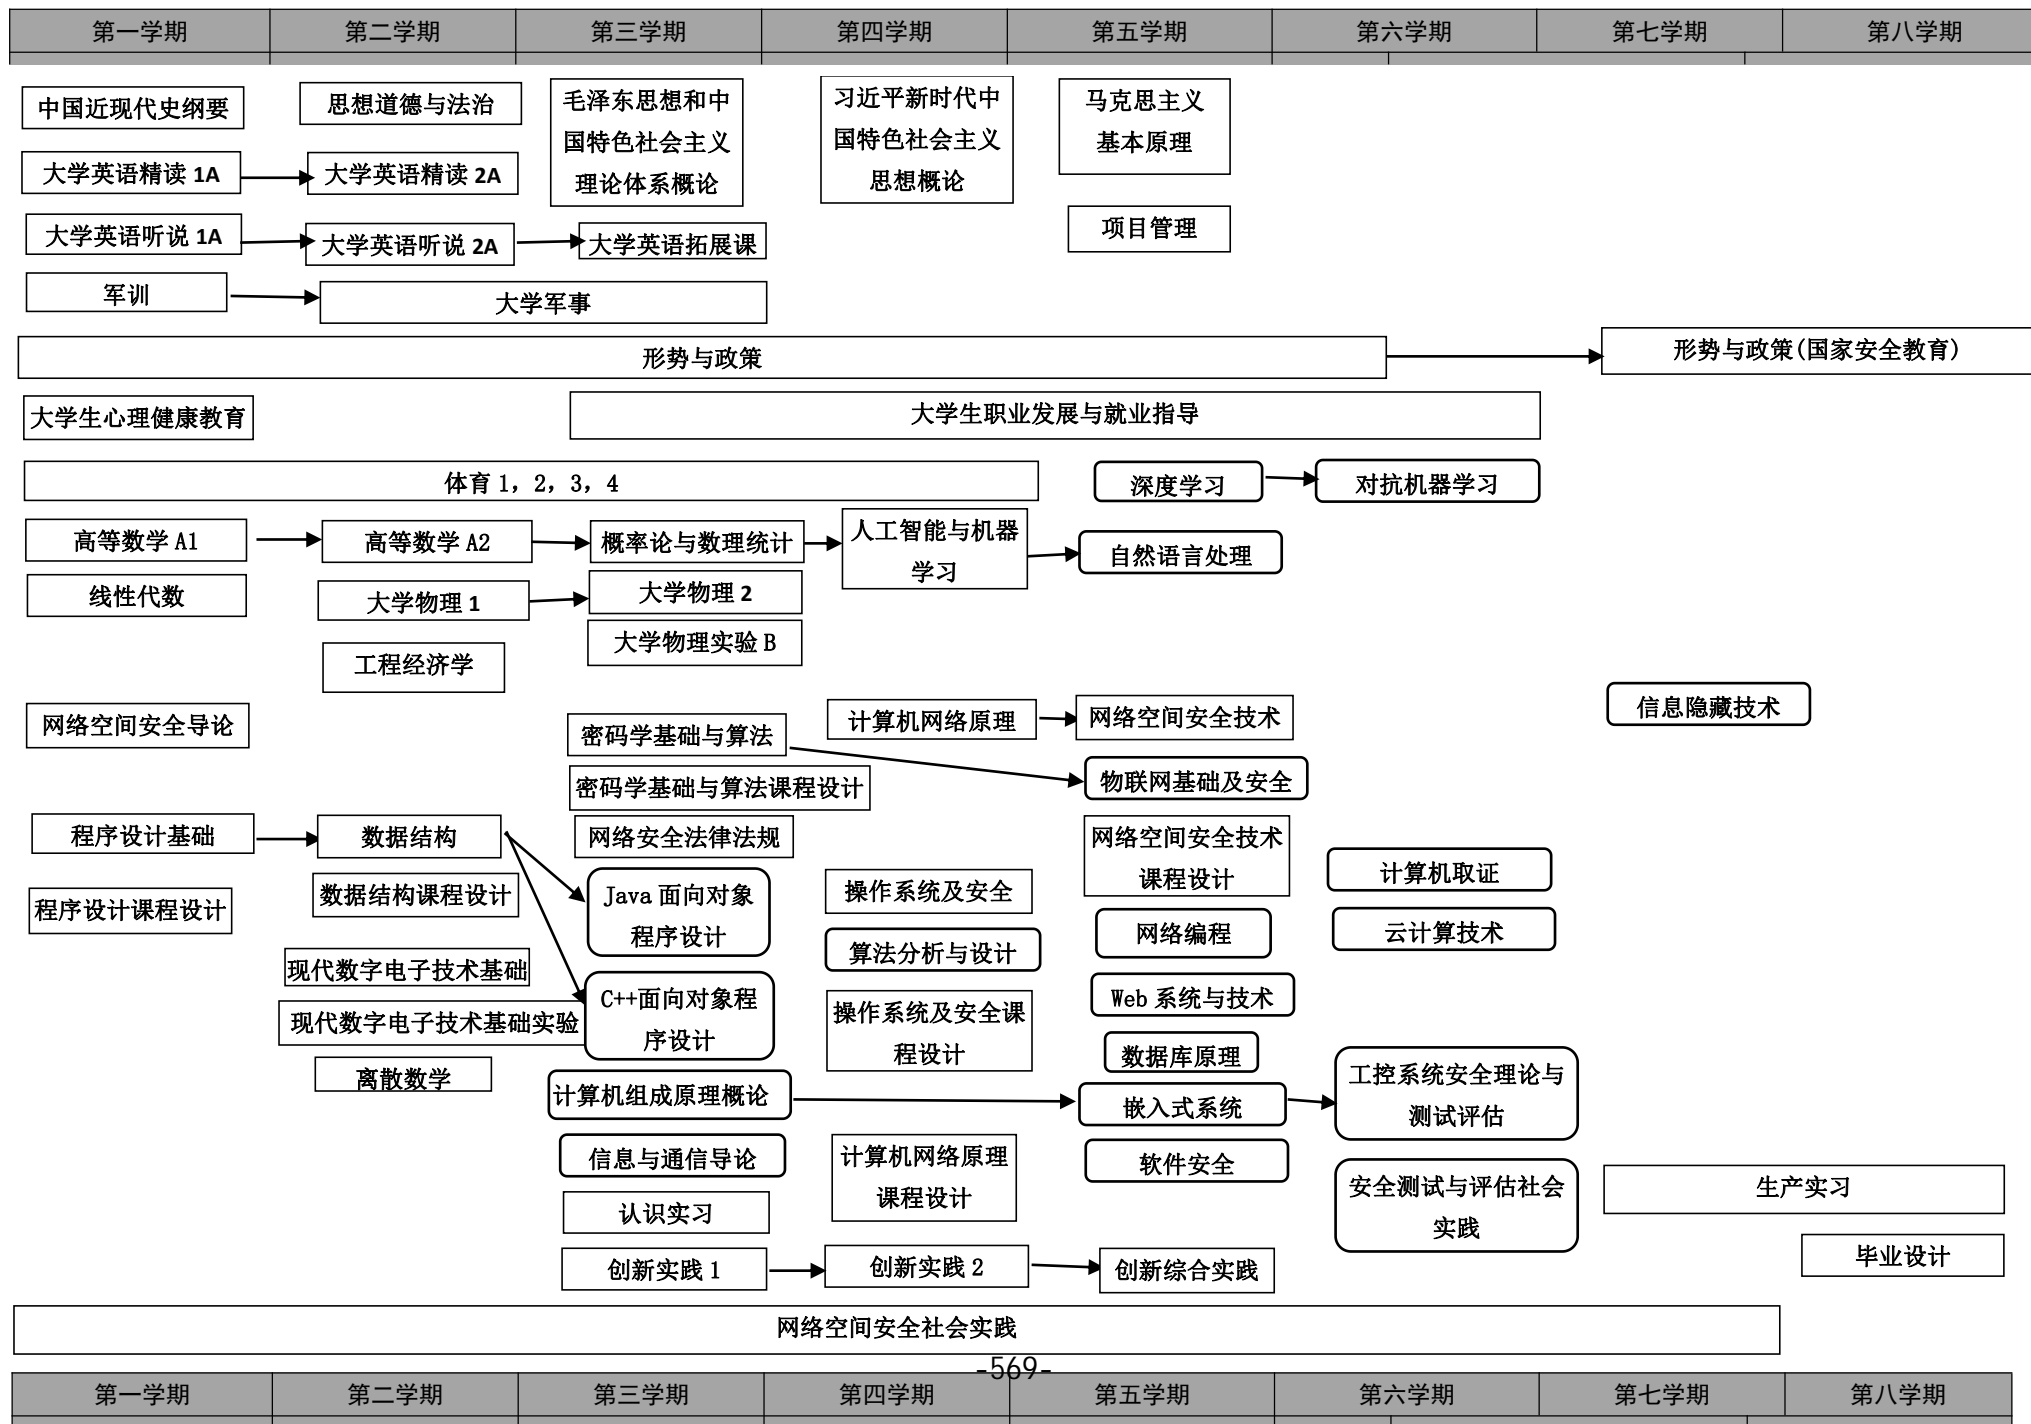 第一学期 第二学期 第三学期 第四学期 第五学期 第六学期 第七学期 第八学期
中国近现代史纲要
思想道德与法治
毛泽东思想和中
国特色社会主义
理论体系概论
习近平新时代中
国特色社会主义
思想概论
马克思主义
基本原理
大学英语精读 1A
大学英语精读 2A
大学英语听说 1A
大学英语听说 2A
大学英语拓展课
项目管理
军训
大学军事
形势与政策
形势与政策(国家安全教育)
大学生心理健康教育
大学生职业发展与就业指导
体育 1, 2, 3, 4
深度学习
对抗机器学习
高等数学 A1
高等数学 A2
概率论与数理统计
人工智能与机器
学习
自然语言处理
线性代数
大学物理 1
大学物理 2
大学物理实验 B
工程经济学
网络空间安全导论
密码学基础与算法
计算机网络原理
网络空间安全技术
信息隐藏技术
密码学基础与算法课程设计
物联网基础及安全
程序设计基础
数据结构
网络安全法律法规
网络空间安全技术
课程设计
程序设计课程设计
数据结构课程设计
Java 面向对象
程序设计
操作系统及安全
计算机取证
算法分析与设计
网络编程
云计算技术
现代数字电子技术基础
现代数字电子技术基础实验
C++面向对象程
序设计
操作系统及安全课
程设计
Web 系统与技术
数据库原理
离散数学
计算机组成原理概论
嵌入式系统
工控系统安全理论与
测试评估
信息与通信导论
计算机网络原理
课程设计
软件安全
安全测试与评估社会
实践
生产实习
认识实习
创新实践 1
创新实践 2
创新综合实践
毕业设计
网络空间安全社会实践
-569-
第一学期 第二学期 第三学期 第四学期 第五学期 第六学期 第七学期 第八学期